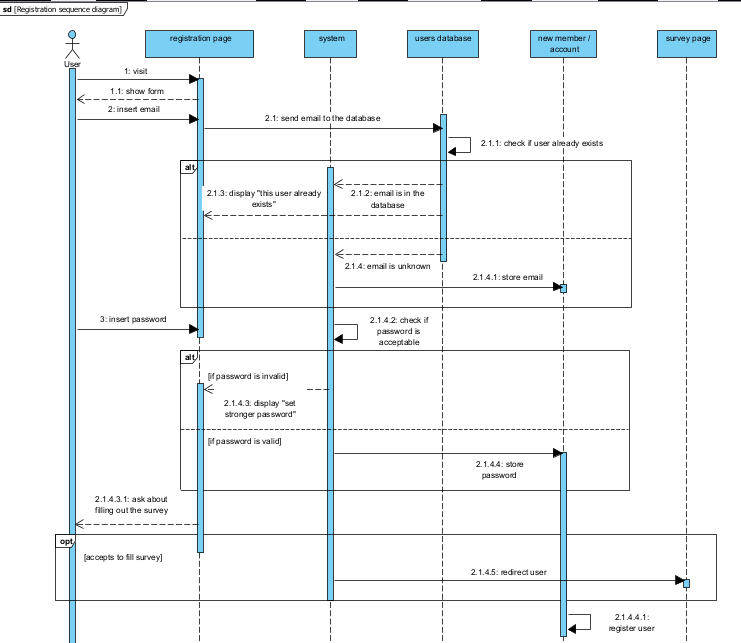 sd [Registration sequence diagram]
registration page
system
users database
new member /
account
survey page
User
1: visit
1.1: show form
2: insert email
2.1: send email to the database
2.1.1: check if user already exists
alt
2.1.3: display "this user already
exists"
2.1.2: email is in the
database
2.1.4: email is unknown
2.1.4.1: store email
3: insert password
2.1.4.2: check if
password is
acceptable
alt
[if password is invalid]
2.1.4.3: display "set
stronger password"
[if password is valid]
2.1.4.4: store
password
2.1.4.3.1: ask about
filling out the survey
opt
[accepts to fill survey]
2.1.4.5: redirect user
2.1.4.4.1:
register user